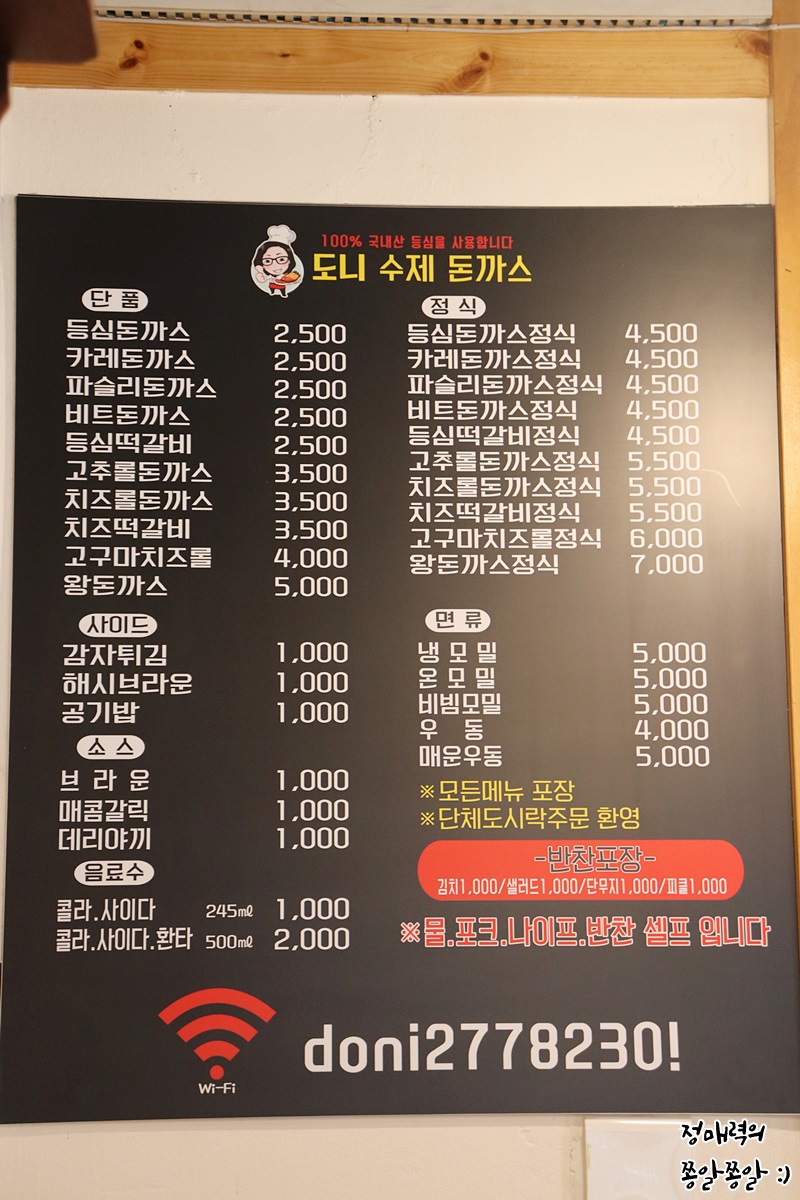 100% 국내산 등심을 사용합니다
도니 수제 돈까스
단 품
등심돈까스 2,500
카레돈까스 2,500
파슬리돈까스 2,500
비트돈까스 2,500
등심떡갈비 2,500
고추롤돈까스 3,500
치즈롤돈까스 3,500
치즈떡갈비 3,500
고구마치즈롤 4,000
왕돈까스 5,000
사이드
감자튀김 1,000
해시브라운 1,000
공기밥 1,000
소 스
브 라 운 1,000
매콤갈릭 1,000
데리야끼 1,000
음료수
콜라.사이다 245㎖ 1,000
콜라.사이다.환타 500㎖ 2,000
정 식
등심돈까스정식 4,500
카레돈까스정식 4,500
파슬리돈까스정식 4,500
비트돈까스정식 4,500
등심떡갈비정식 4,500
고추롤돈까스정식 5,500
치즈롤돈까스정식 5,500
치즈떡갈비정식 5,500
고구마치즈롤정식 6,000
왕돈까스정식 7,000
면 류
냉 모 밀 5,000
온 모 밀 5,000
비빔모밀 5,000
우 동 4,000
매운우동 5,000
※모든메뉴 포장
※단체도시락주문 환영
-반찬포장-
김치1,000/샐러드1,000/단무지1,000/피클1,000
※물.포크.나이프.반찬 셀프 입니다
Wi-Fi
doni2778230!
정매력의
쫑알쫑알 :)